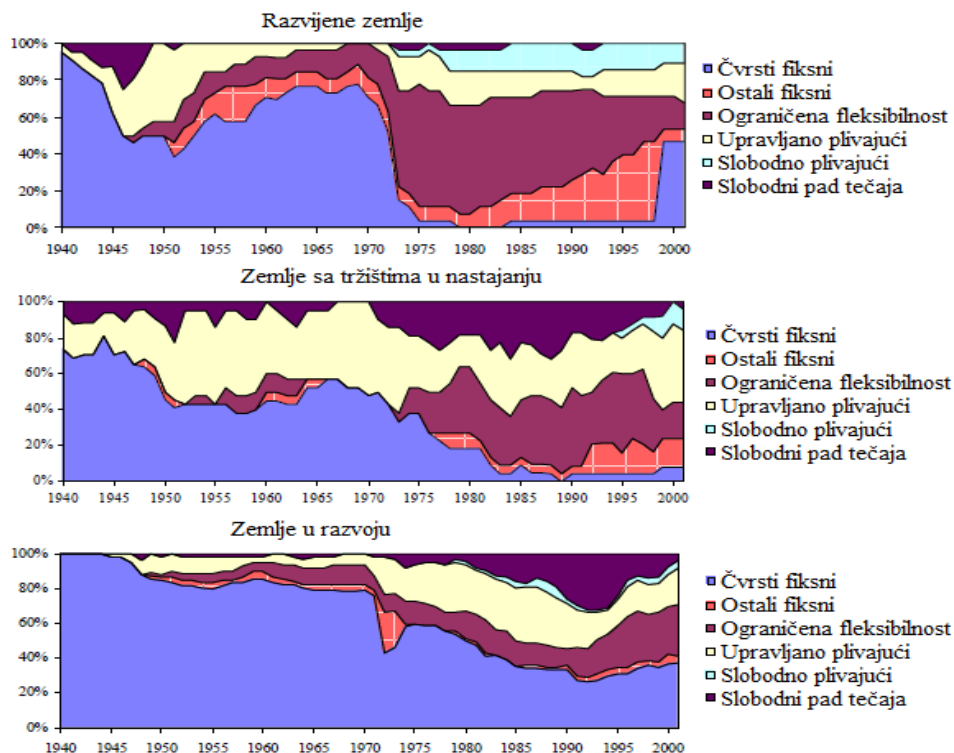 Razvijene zemlje
100%
80%
60%
40%
20%
0%
1940 1945 1950 1955 1960 1965 1970 1975 1980 1985 1990 1995 2000
Čvrsti fiksni
Ostali fiksni
Ograničena fleksibilnost
Upravljano plivajući
Slobodno plivajući
Slobodni pad tečaja
Zemlje sa tržištima u nastajanju
100%
80%
60%
40%
20%
0%
1940 1945 1950 1955 1960 1965 1970 1975 1980 1985 1990 1995 2000
Čvrsti fiksni
Ostali fiksni
Ograničena fleksibilnost
Upravljano plivajući
Slobodno plivajući
Slobodni pad tečaja
Zemlje u razvoju
100%
80%
60%
40%
20%
0%
1940 1945 1950 1955 1960 1965 1970 1975 1980 1985 1990 1995 2000
Čvrsti fiksni
Ostali fiksni
Ograničena fleksibilnost
Upravljano plivajući
Slobodno plivajući
Slobodni pad tečaja